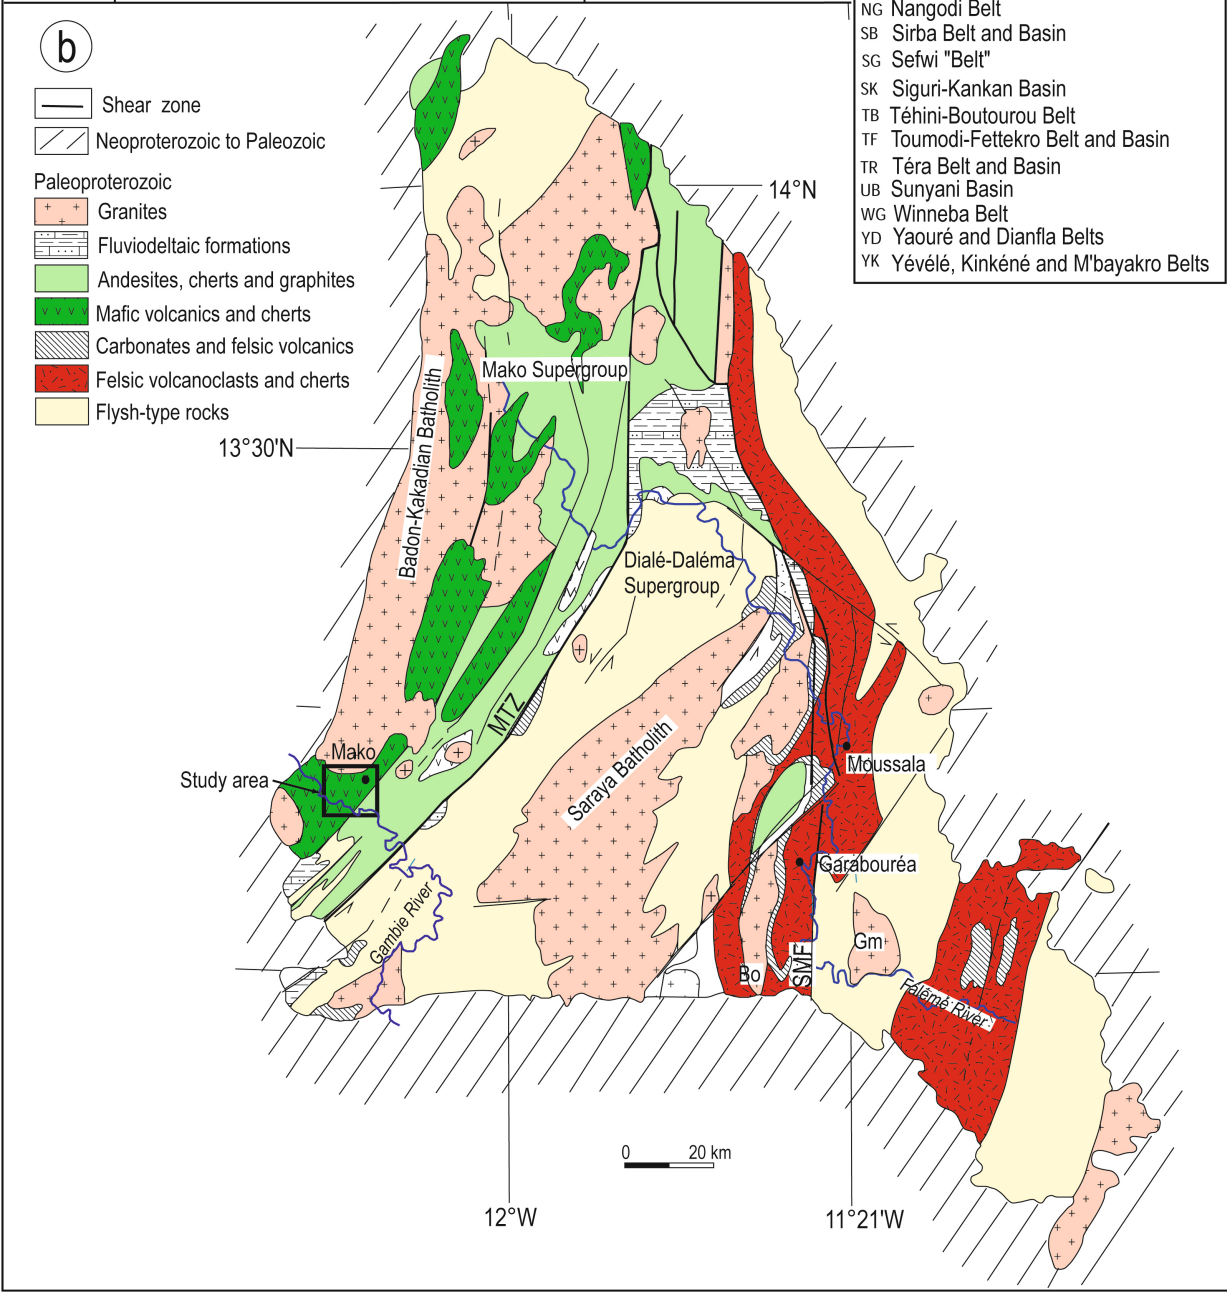 b
Shear zone
Neoproterozoic to Paleozoic
Paleoproterozoic
Granites
Fluviodeltaic formations
Andesites, cherts and graphites
Mafic volcanics and cherts
Carbonates and felsic volcanics
Felsic volcanoclasts and cherts
Flysch-type rocks
NG Nangodi Belt
SB Sirba Belt and Basin
SG Sefwi "Belt"
SK Siguri-Kankan Basin
TB Téhini-Boutourou Belt
TF Toumodi-Fettekro Belt and Basin
TR Téra Belt and Basin
UB Sunyani Basin
WG Winneba Belt
YD Yaouré and Dianfla Belts
YK Yévélé, Kinkéné and M'bayakro Belts
14°N
13°30'N
Mako Supergroup
Badon-Kakadian Batholith
Dialé-Daléma
Supergroup
MTZ
Saraya Batholith
Mako
Study area
Moussala
Garabouréa
Gambie River
Gm
Bo
SMF
Falémé River
0 20 km
12°W
11°21'W